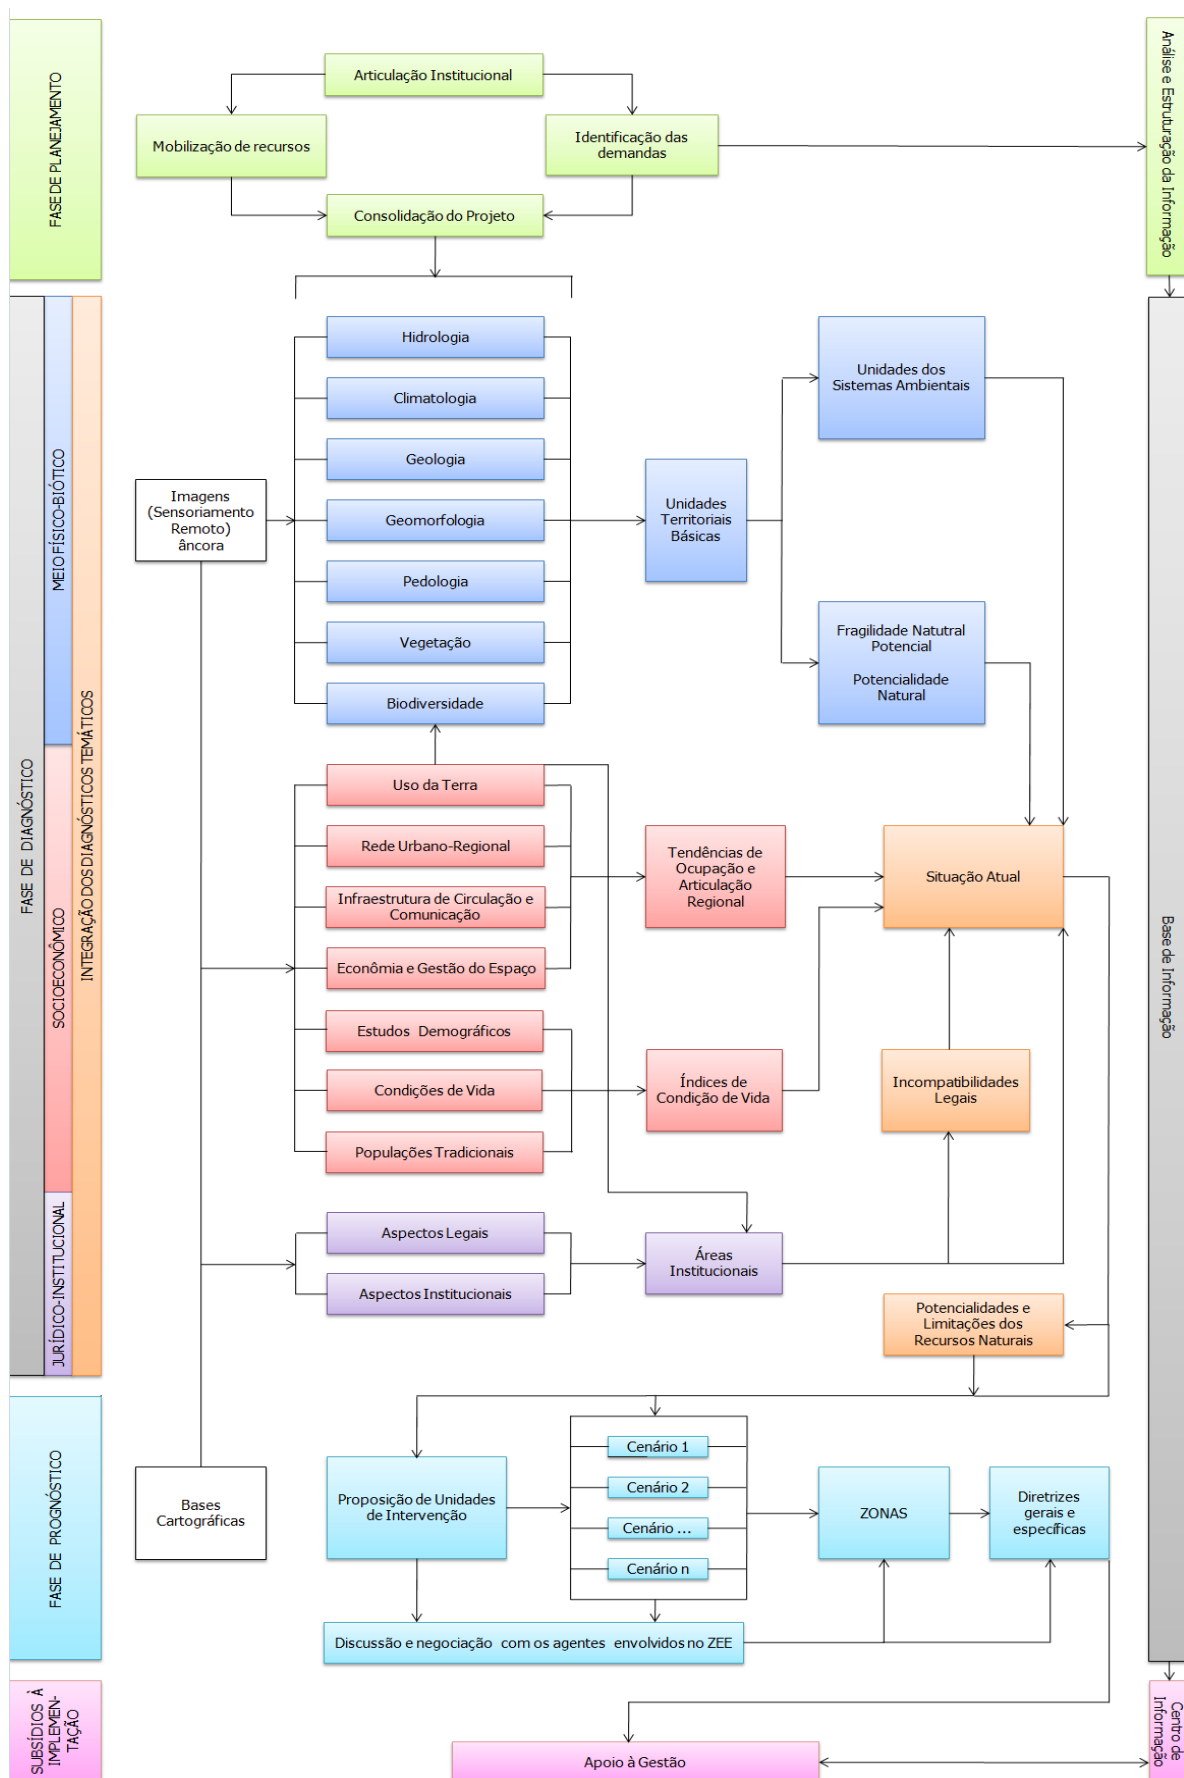 FASE DE PLANEJAMENTO
Articulação Institucional
Mobilização de recursos
Identificação das
demandas
Consolidação do Projeto
Análise e Estruturação da Informação
FASE DE DIAGNÓSTICO
MEIO FÍSICO-BIÓTICO
SOCIOECONÔMICO
JURÍDICO-INSTITUCIONAL
INTEGRAÇÃO DOS DIAGNÓSTICOS TEMÁTICOS
Imagens
(Sensoriamento
Remoto)
âncora
Hidrologia
Climatologia
Geologia
Geomorfologia
Pedologia
Vegetação
Biodiversidade
Unidades
Territoriais
Básicas
Unidades dos
Sistemas Ambientais
Fragilidade Natutral
Potencial
Potencialidade
Natural
Uso da Terra
Rede Urbano-Regional
Infraestrutura de Circulação e
Comunicação
Econômia e Gestão do Espaço
Estudos Demográficos
Condições de Vida
Populações Tradicionais
Tendências de
Ocupação e
Articulação
Regional
Situação Atual
Índices de
Condição de Vida
Incompatibilidades
Legais
Aspectos Legais
Aspectos Institucionais
Áreas
Institucionais
Potencialidades e
Limitações dos
Recursos Naturais
Base de Informação
FASE DE PROGNÓSTICO
Bases
Cartográficas
Proposição de Unidades
de Intervenção
Cenário 1
Cenário 2
Cenário ...
Cenário n
ZONAS
Diretrizes
gerais e
específicas
Discussão e negociação com os agentes envolvidos no ZEE
SUBSÍDIOS À
IMPLEMEN-
TAÇÃO
Apoio à Gestão
Centro de
Informação